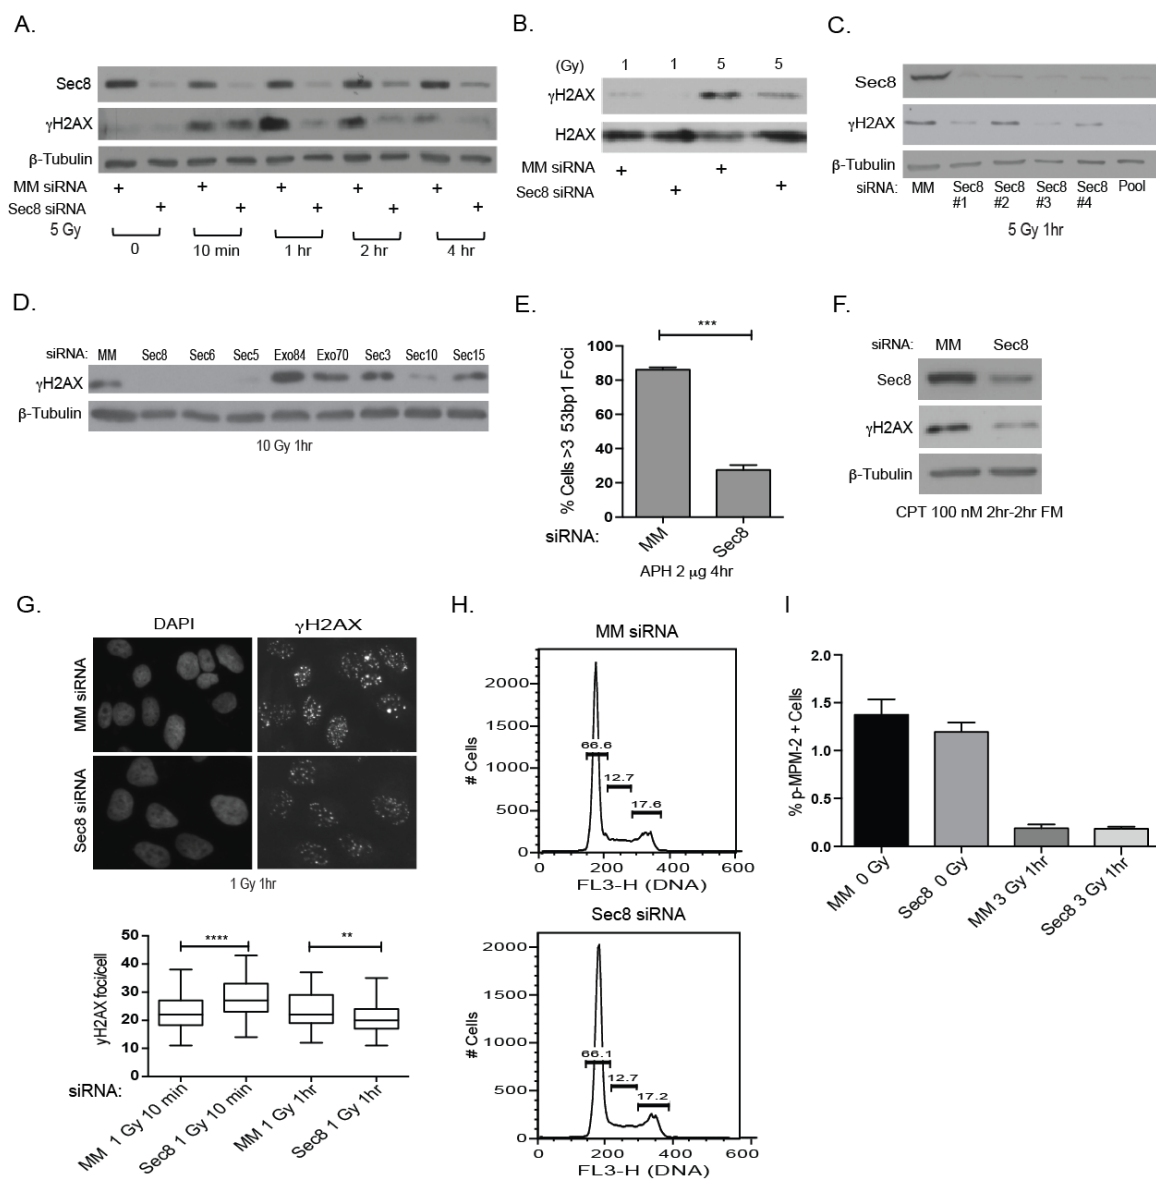 A.
Sec8
γH2AX
β-Tubulin
MM siRNA + + + + +
Sec8 siRNA + + + + +
5 Gy
0 10 min 1 hr 2 hr 4 hr
B.
(Gy) 1 1 5 5
γH2AX
H2AX
MM siRNA + +
Sec8 siRNA + +
C.
Sec8
γH2AX
β-Tubulin
siRNA: MM Sec8 Sec8 Sec8 Sec8 Pool
#1 #2 #3 #4
5 Gy 1hr
D.
siRNA: MM Sec8 Sec6 Sec5 Exo84 Exo70 Sec3 Sec10 Sec15
γH2AX
β-Tubulin
10 Gy 1hr
E.
***
% Cells >3 53bp1 Foci
100
80
60
40
20
0
siRNA: MM Sec8
APH 2 μg 4hr
F.
siRNA: MM Sec8
Sec8
γH2AX
β-Tubulin
CPT 100 nM 2hr-2hr FM
G.
DAPI γH2AX
MM siRNA
Sec8 siRNA
1 Gy 1hr
**** **
yH2AX foci/cell
50
40
30
20
10
0
siRNA:
MM 1 Gy 10 min
Sec8 1 Gy 10 min
MM 1 Gy 1hr
Sec8 1 Gy 1hr
H.
MM siRNA
# Cells
2000
1500
1000
500
0
66.6
12.7
17.6
0 200 400 600
FL3-H (DNA)
Sec8 siRNA
# Cells
2000
1500
1000
500
0
66.1
12.7
17.2
0 200 400 600
FL3-H (DNA)
I
% p-MPM-2 + Cells
2.0
1.5
1.0
0.5
0.0
MM 0 Gy
Sec8 0 Gy
MM 3 Gy 1hr
Sec8 3 Gy 1hr